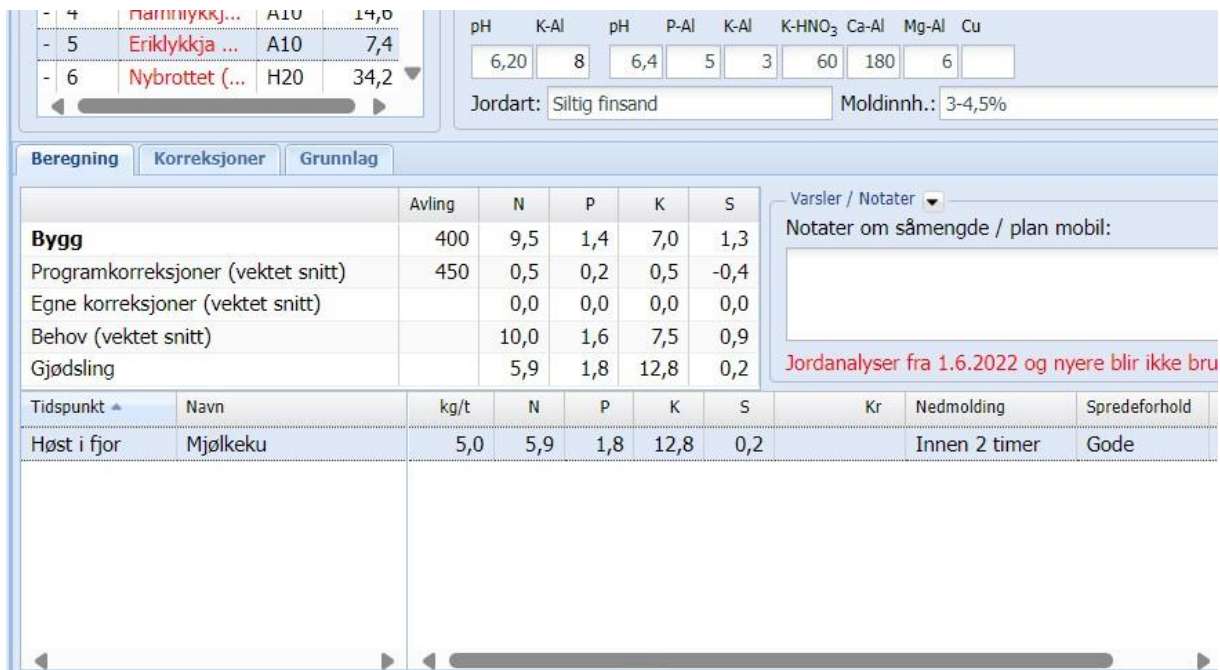 - 4 Hamnlykkj... A10 14,6
- 5 Eriklykkja ... A10 7,4
- 6 Nybrottet (... H20 34,2
pH K-Al pH P-Al K-Al K-HNO₃ Ca-Al Mg-Al Cu
6,20 8 6,4 5 3 60 180 6
Jordart: Siltig finsand Moldinnh.: 3-4,5%
Beregning Korreksjoner Grunnlag
Avling N P K S
Bygg 400 9,5 1,4 7,0 1,3
Programkorreksjoner (vektet snitt) 450 0,5 0,2 0,5 -0,4
Egne korreksjoner (vektet snitt) 0,0 0,0 0,0 0,0
Behov (vektet snitt) 10,0 1,6 7,5 0,9
Gjødsling 5,9 1,8 12,8 0,2
Varsler / Notater
Notater om såmengde / plan mobil:
Jordanalyser fra 1.6.2022 og nyere blir ikke bru
Tidspunkt Navn kg/t N P K S Kr Nedmolding Spredeforhold
Høst i fjor Mjølkeku 5,0 5,9 1,8 12,8 0,2 Innen 2 timer Gode